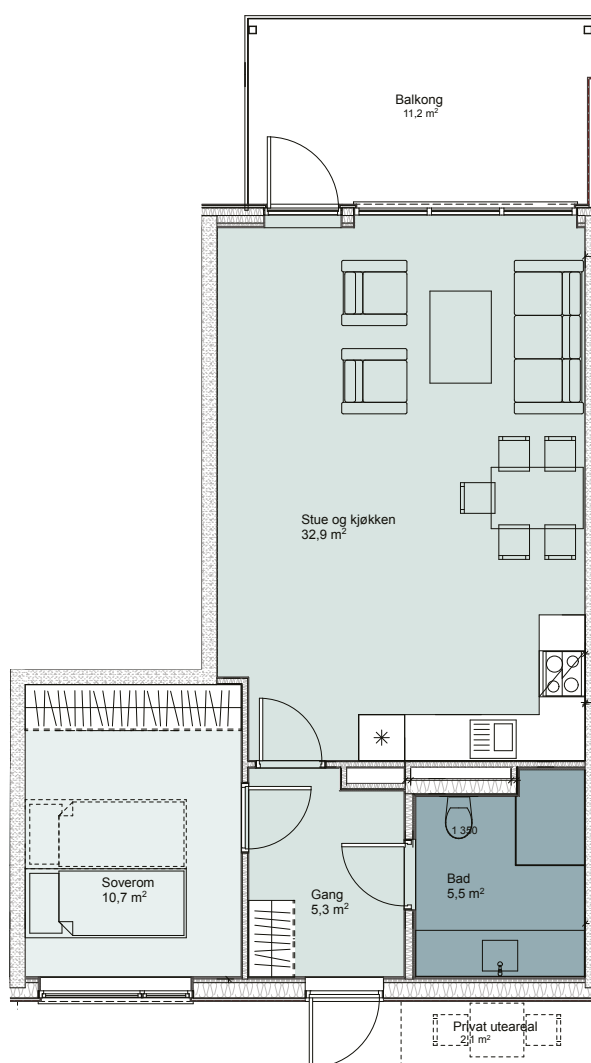 Balkong
11,2 m²
Stue og kjøkken
32,9 m²
1 350
Soverom
10,7 m²
Gang
5,3 m²
Bad
5,5 m²
Privat uteareal
2,1 m²